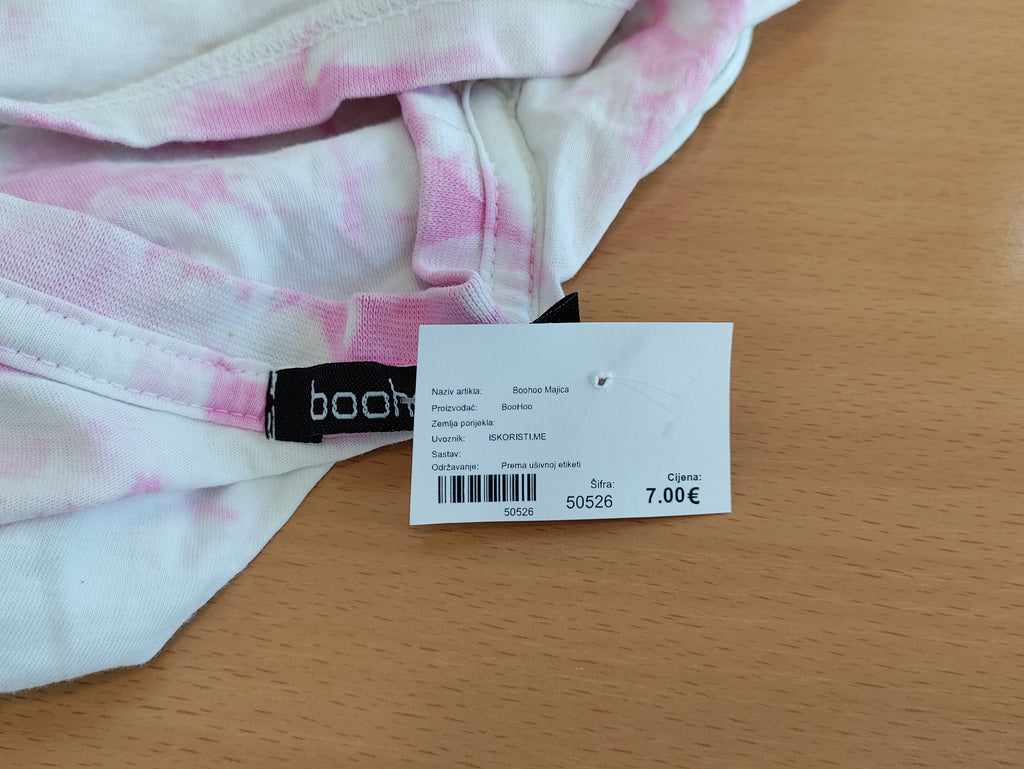 booh
Naziv artikla: Boohoo Majica
Proizvođač: BooHoo
Zemlja porijekla:
Uvoznik: ISKORISTI.ME
Sastav:
Održavanje: Prema ušivnoj etiketi
50526
Šifra:
50526
Cijena:
7.00€